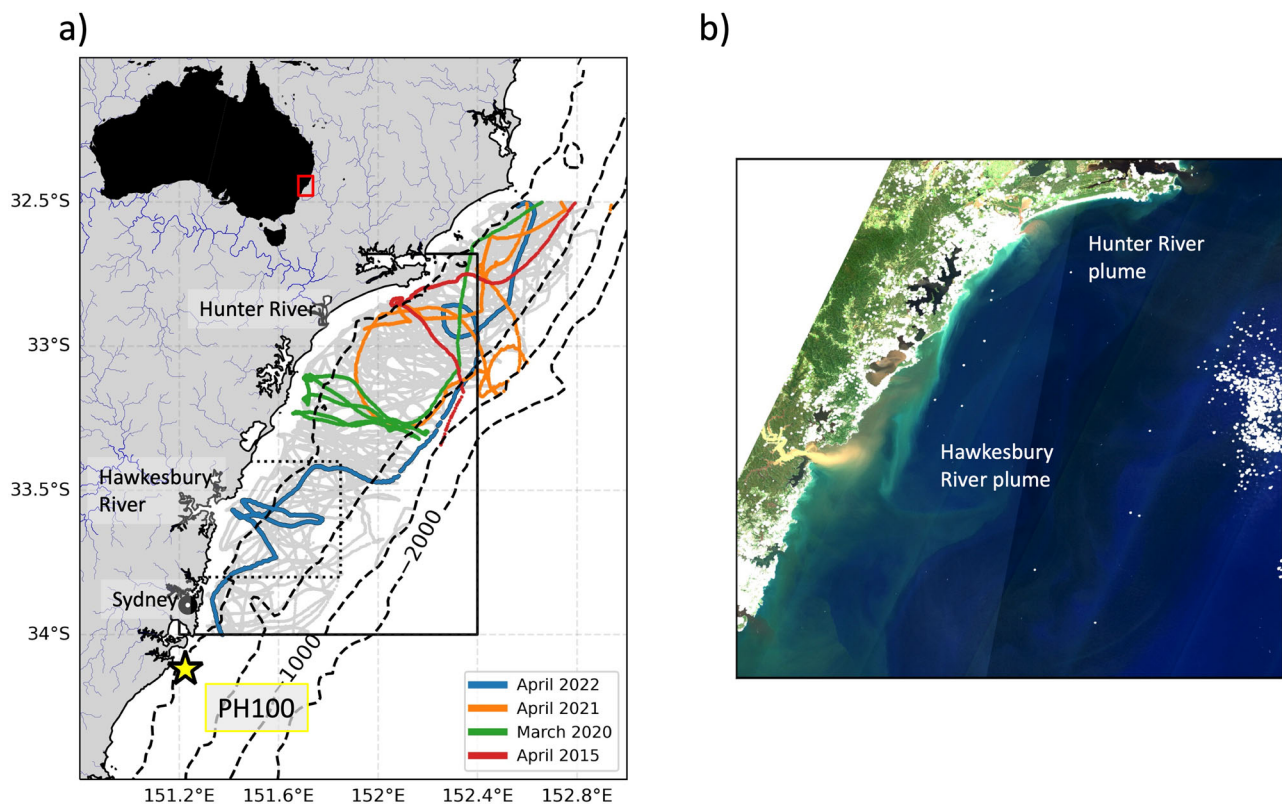 a)
32.5°S
33°S
33.5°S
34°S
Hunter River
Hawkesbury
River
Sydney
PH100
1000
2000
April 2022
April 2021
March 2020
April 2015
151.2°E
151.6°E
152°E
152.4°E
152.8°E
b)
Hunter River
plume
Hawkesbury
River plume